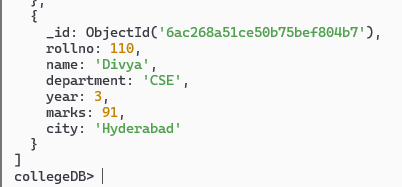 },
{
_id: ObjectId('6ac268a51ce50b75bef804b7'),
rollno: 110,
name: 'Divya',
department: 'CSE',
year: 3,
marks: 91,
city: 'Hyderabad'
}
]
collegeDB>